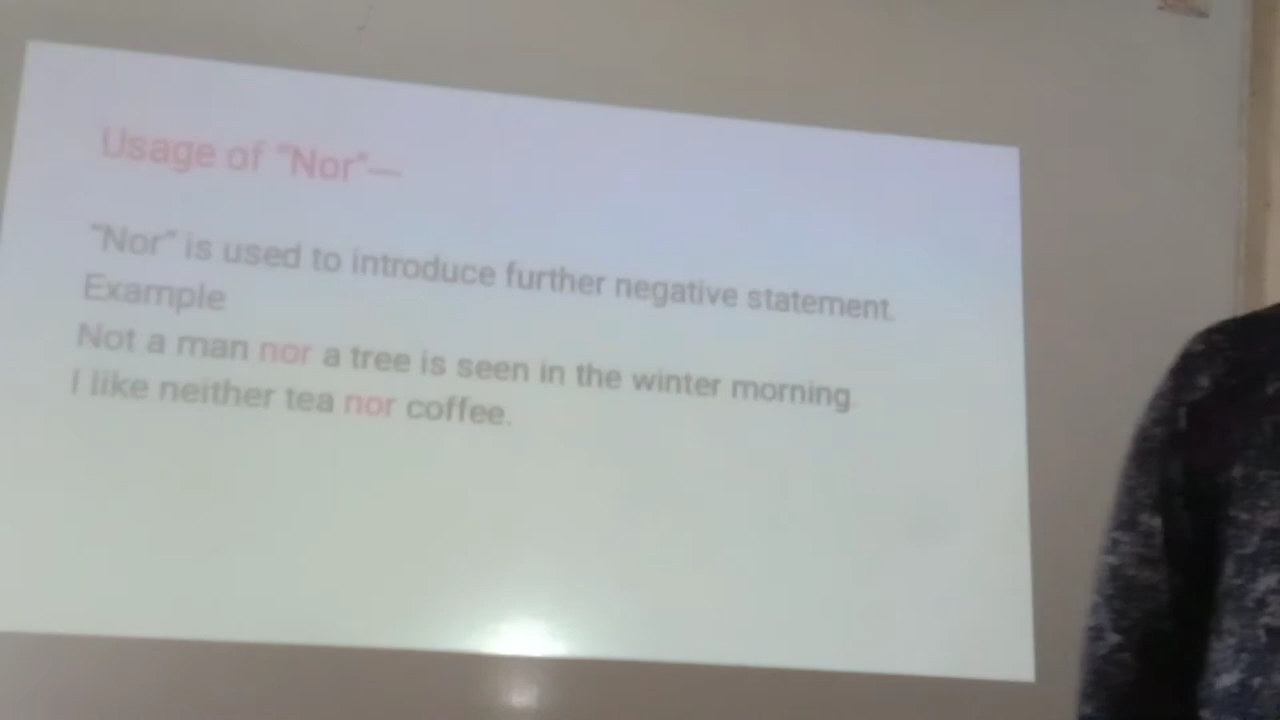 Usage of “Nor”—
“Nor” is used to introduce further negative statement.
Example
Not a man nor a tree is seen in the winter morning
I like neither tea nor coffee.